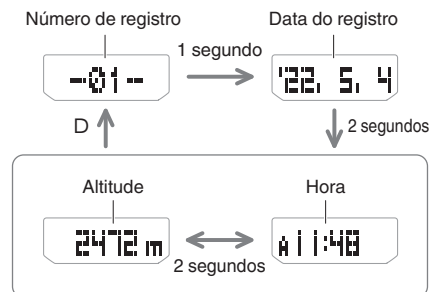 Número de registro
Data do registro
-01--
1 segundo
'22. 5. 4
D
2 segundos
Altitude
Hora
2472 m
2 segundos
A 11:48